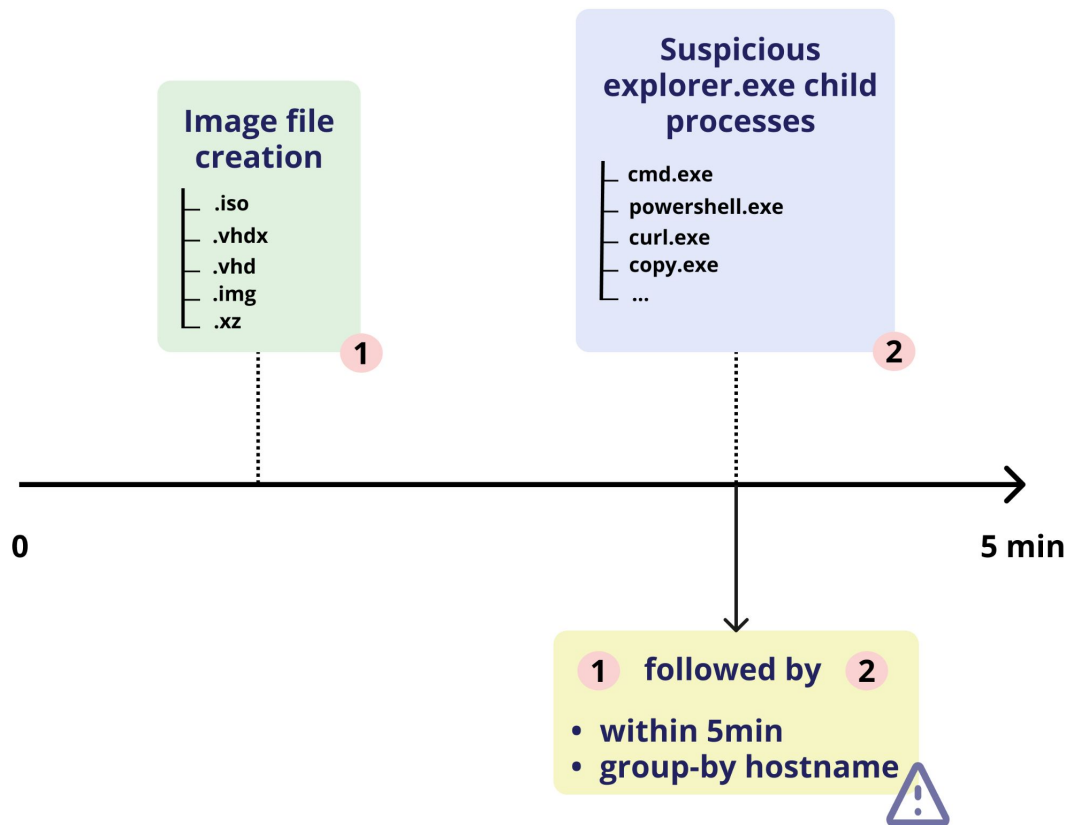 Image file
creation
.iso
.vhdx
.vhd
.img
.xz
1
Suspicious
explorer.exe child
processes
cmd.exe
powershell.exe
curl.exe
copy.exe
...
2
0
5 min
1 followed by 2
• within 5min
• group-by hostname